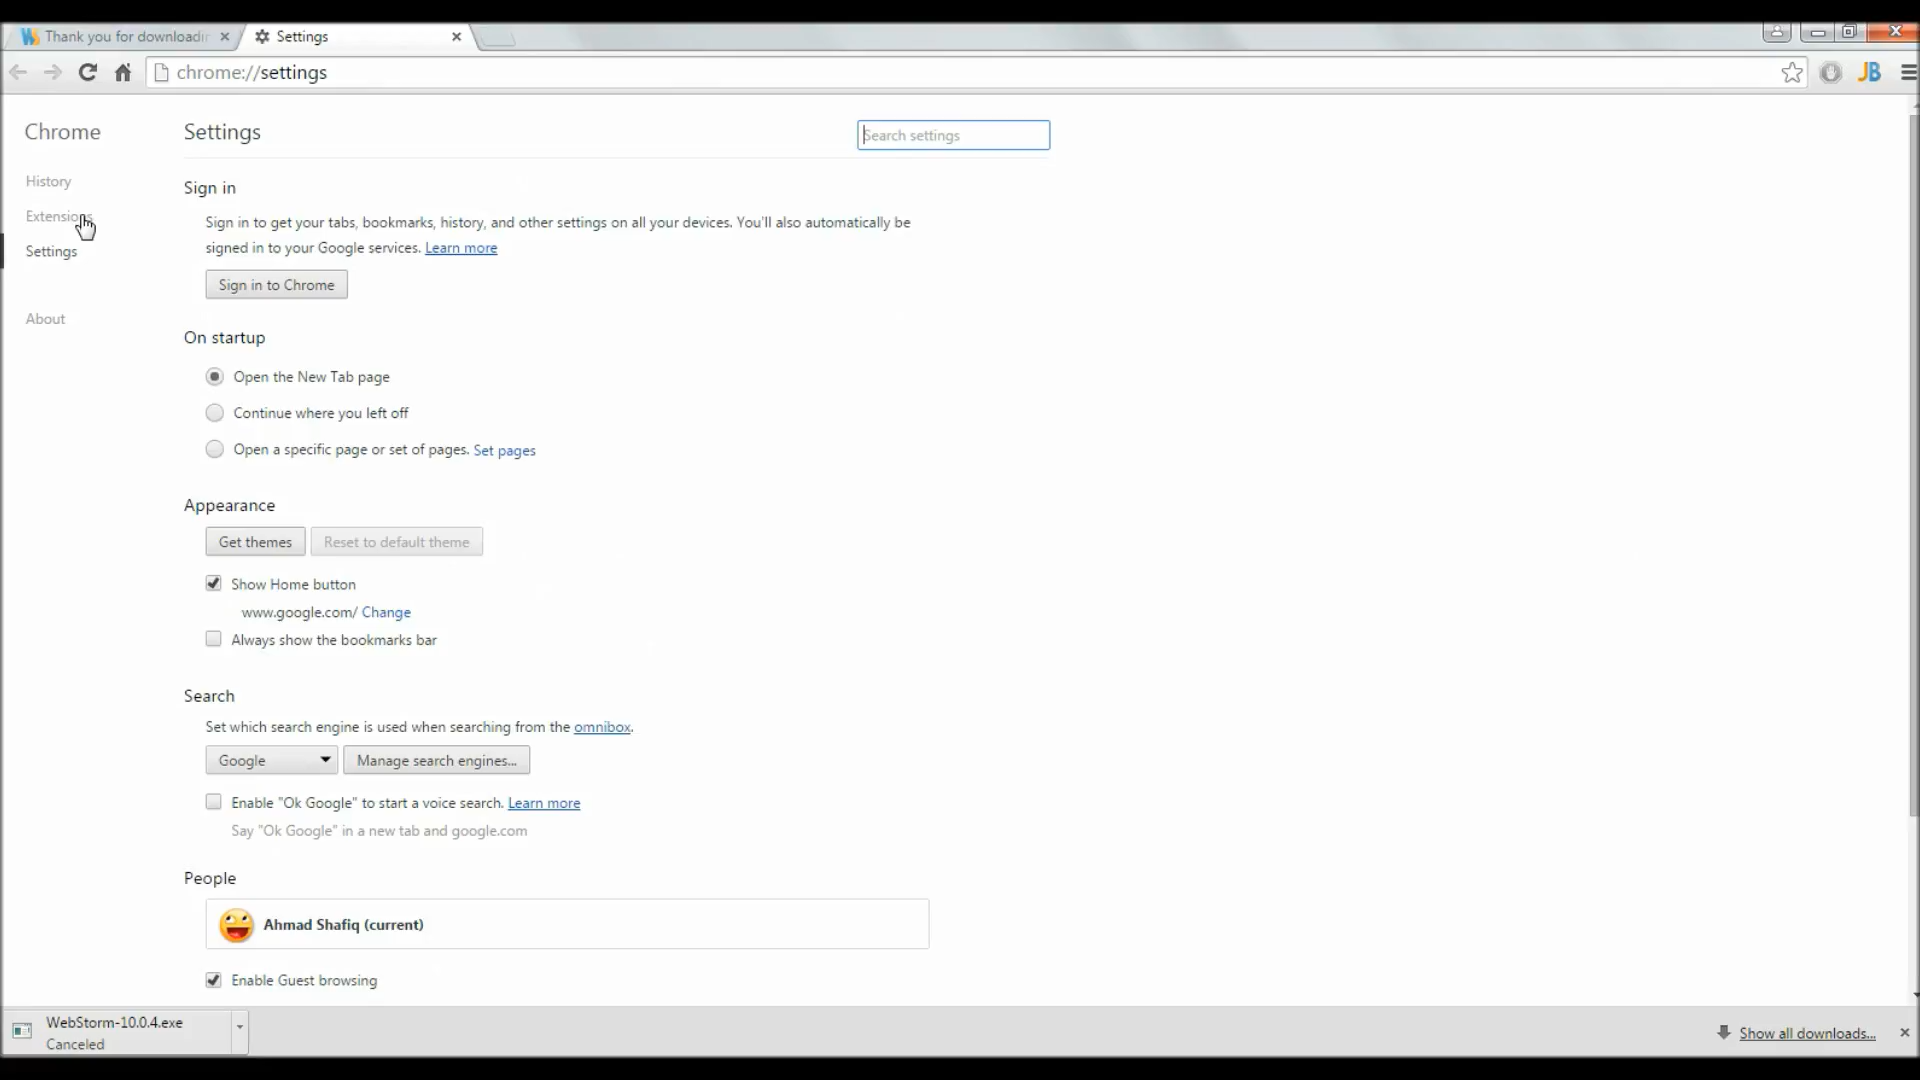 Thank you for downloadin
Settings
chrome://settings
JB
Chrome
Settings
Search settings
History
Extensions
Settings
About
Sign in
Sign in to get your tabs, bookmarks, history, and other settings on all your devices. You'll also automatically be
signed in to your Google services. Learn more
Sign in to Chrome
On startup
Open the New Tab page
Continue where you left off
Open a specific page or set of pages. Set pages
Appearance
Get themes
Reset to default theme
Show Home button
www.google.com/ Change
Always show the bookmarks bar
Search
Set which search engine is used when searching from the omnibox.
Google
Manage search engines...
Enable "Ok Google" to start a voice search. Learn more
Say "Ok Google" in a new tab and google.com
People
Ahmad Shafiq (current)
Enable Guest browsing
WebStorm-10.0.4.exe
Canceled
Show all downloads...